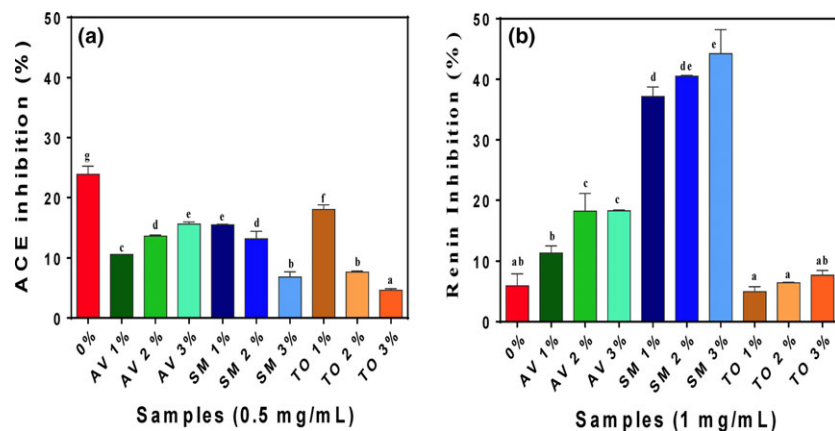 (a)
ACE inhibition (%)
50
40
30
20
10
0
g
c
d
e
e
d
b
f
b
a
0%
AV 1%
AV 2%
AV 3%
SM 1%
SM 2%
SM 3%
TO 1%
TO 2%
TO 3%
Samples (0.5 mg/mL)
(b)
Renin Inhibition (%)
50
40
30
20
10
0
ab
b
c
c
d
de
e
a
a
ab
0%
AV 1%
AV 2%
AV 3%
SM 1%
SM 2%
SM 3%
TO 1%
TO 2%
TO 3%
Samples (1 mg/mL)